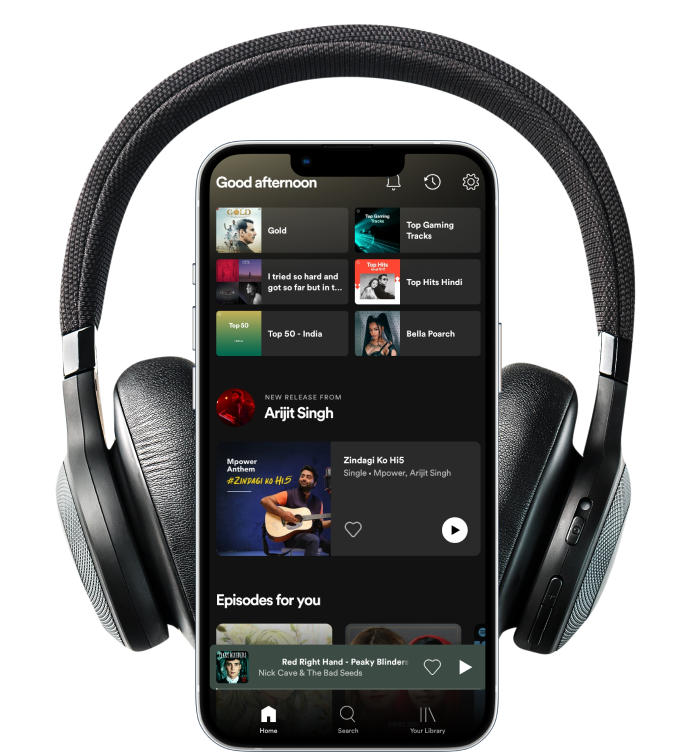 Good afternoon
GOLD
Gold
Top Gaming
Tracks
Top Gaming
Tracks
I tried so hard and
got so far but in t...
Top Hits
Top Hits Hindi
Top 50
Top 50 - India
Bella Poarch
NEW RELEASE FROM
Arijit Singh
Mpower
Anthem
#ZINDAGI KO HI5
Zindagi Ko Hi5
Single • Mpower, Arijit Singh
Episodes for you
PEAKY BLINDERS
Red Right Hand - Peaky Blinders
Nick Cave & The Bad Seeds
Home
Search
Your Library